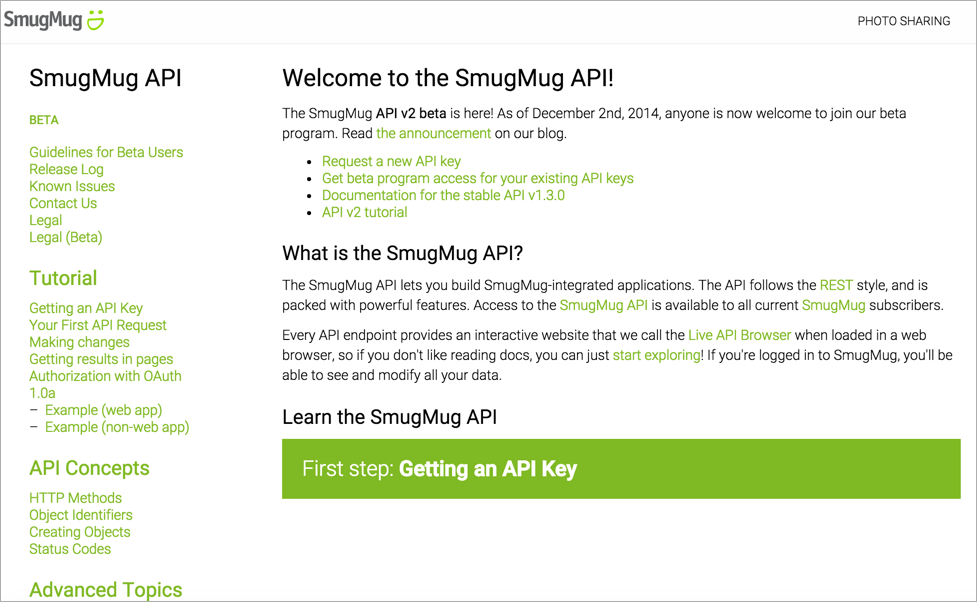 SmugMug
PHOTO SHARING
SmugMug API
BETA
Guidelines for Beta Users
Release Log
Known Issues
Contact Us
Legal
Legal (Beta)
Tutorial
Getting an API Key
Your First API Request
Making changes
Getting results in pages
Authorization with OAuth
1.0a
– Example (web app)
– Example (non-web app)
API Concepts
HTTP Methods
Object Identifiers
Creating Objects
Status Codes
Advanced Topics
Welcome to the SmugMug API!
The SmugMug API v2 beta is here! As of December 2nd, 2014, anyone is now welcome to join our beta
program. Read the announcement on our blog.
• Request a new API key
• Get beta program access for your existing API keys
• Documentation for the stable API v1.3.0
• API v2 tutorial
What is the SmugMug API?
The SmugMug API lets you build SmugMug-integrated applications. The API follows the REST style, and is
packed with powerful features. Access to the SmugMug API is available to all current SmugMug subscribers.
Every API endpoint provides an interactive website that we call the Live API Browser when loaded in a web
browser, so if you don't like reading docs, you can just start exploring! If you're logged in to SmugMug, you'll be
able to see and modify all your data.
Learn the SmugMug API
First step: Getting an API Key